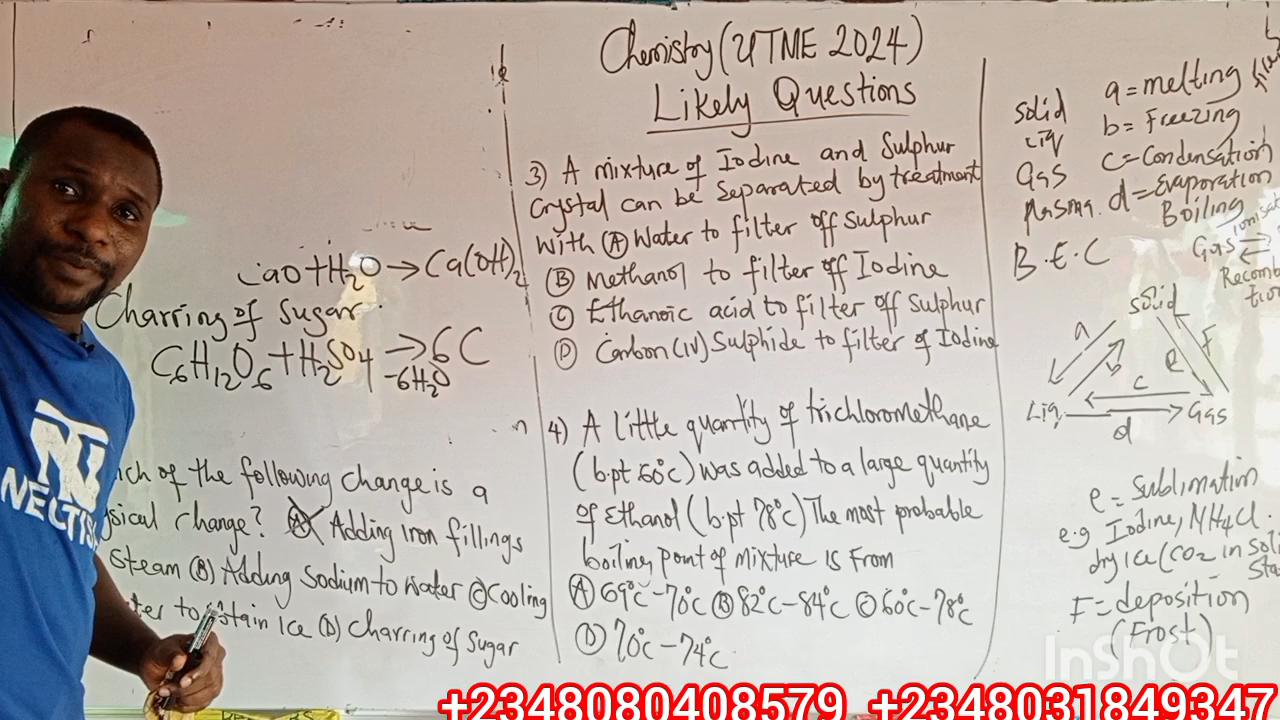 Chemistry (UTME 2024)
Likely Questions
CaO + H2O → Ca(OH)2
Charring of Sugar.
C6H12O6 + H2SO4 → 6C
-6H2O
of the following change is a
change? (A) Adding Iron fillings
Steam (B) Adding Sodium to Water (C) Cooling
to obtain Ice (D) Charring of Sugar
3) A mixture of Iodine and Sulphur
Crystal can be separated by treatment
With (A) Water to filter off Sulphur
(B) Methanol to filter off Iodine
(C) Ethanoic acid to filter off Sulphur
(D) Carbon(IV) Sulphide to filter of Iodine
4) A little quantity of trichloromethane
(b.pt 60°c) was added to a large quantity
of Ethanol (b.pt 78°c) The most probable
boiling point of mixture is From
(A) 69°c - 70°c (B) 82°c - 84°c (C) 60°c - 78°c
(D) 70°c - 74°c
Solid
Liq
Gas
Plasma.
B.E.C
a = melting
b = Freezing
c = Condensation
d = Evaporation
Boiling
Gas
Solid
a
b
e
F
c
Liq.
Gas
d
e = Sublimation
e.g Iodine, NH4Cl.
dry ice (CO2 in Soli
Sta
F = deposition
(Frost)
NECTI
InShOt
+2348080408579 +2348031849347